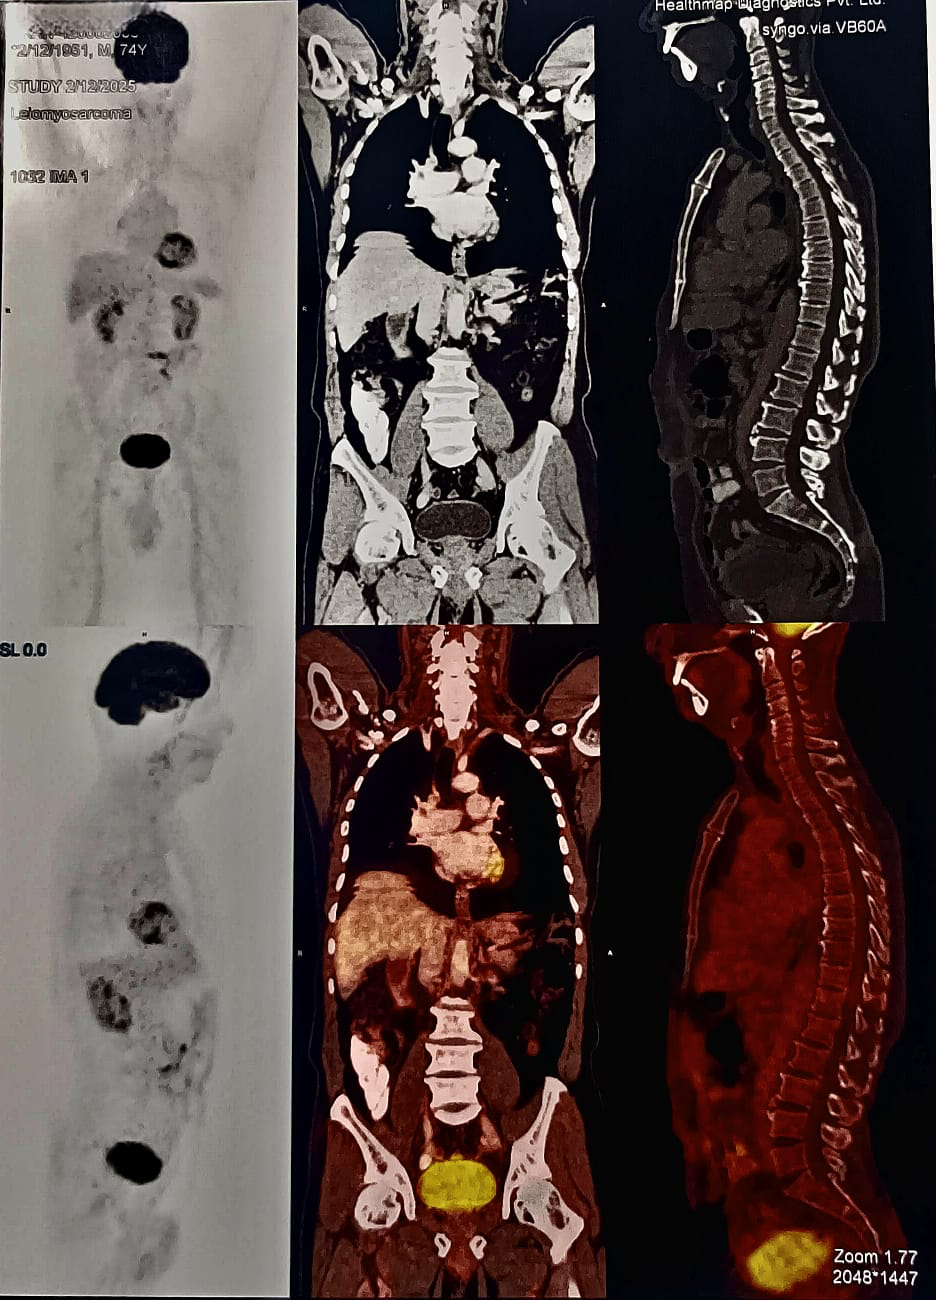 *2/12/1951, M, 74Y
STUDY 2/12/2025
Leiomyosarcoma
1032 IMA 1
Healthmap Diagnostics Pvt. Ltd.
syngo.via VB60A
H
R
A
SL 0.0
H
H
H
R
A
Zoom 1.77
2048*1447